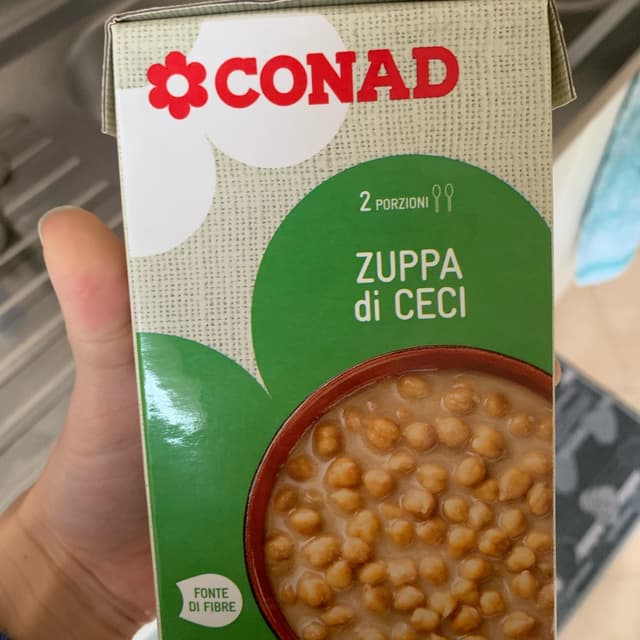 CONAD
2 PORZIONI
ZUPPA
di CECI
FONTE
DI FIBRE